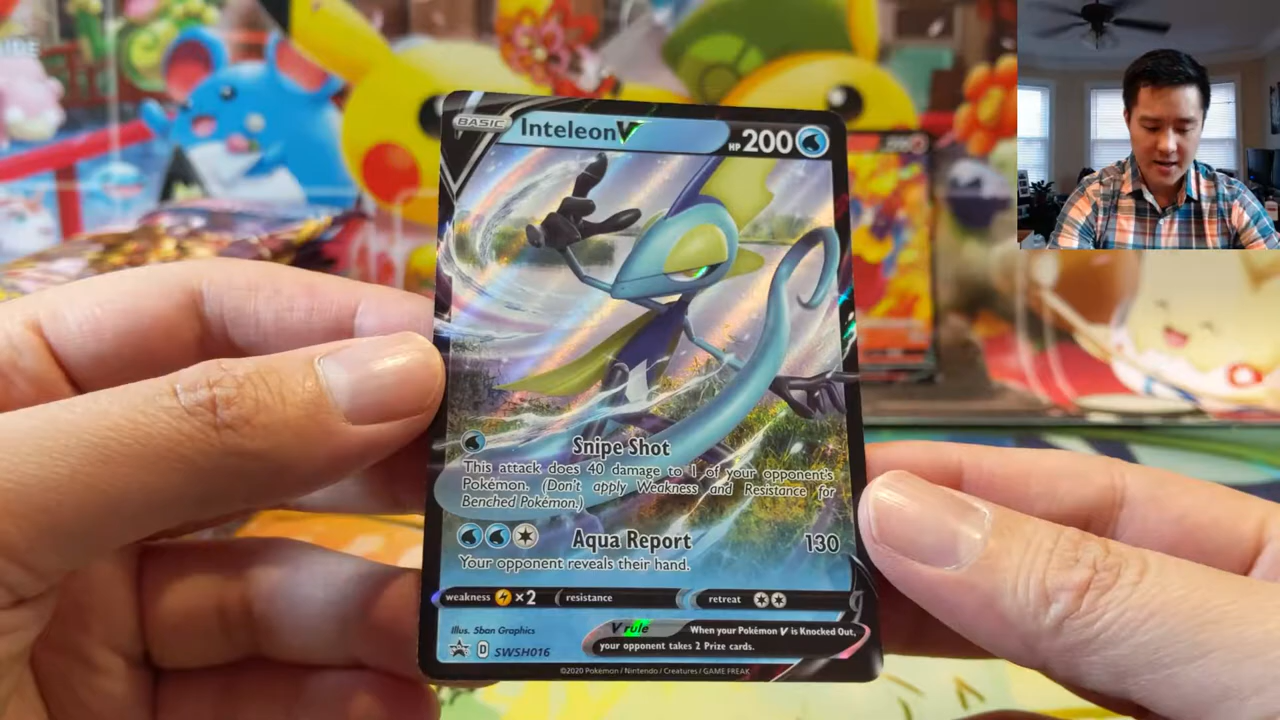 BASIC InteleonV HP 200
Snipe Shot
This attack does 40 damage to 1 of your opponent's
Pokémon. (Don't apply Weakness and Resistance for
Benched Pokémon.)
Aqua Report 130
Your opponent reveals their hand.
weakness ×2 resistance retreat
Illus. 5ban Graphics
D SWSH016
V rule When your Pokémon V is Knocked Out,
your opponent takes 2 Prize cards.
©2020 Pokémon / Nintendo / Creatures / GAME FREAK